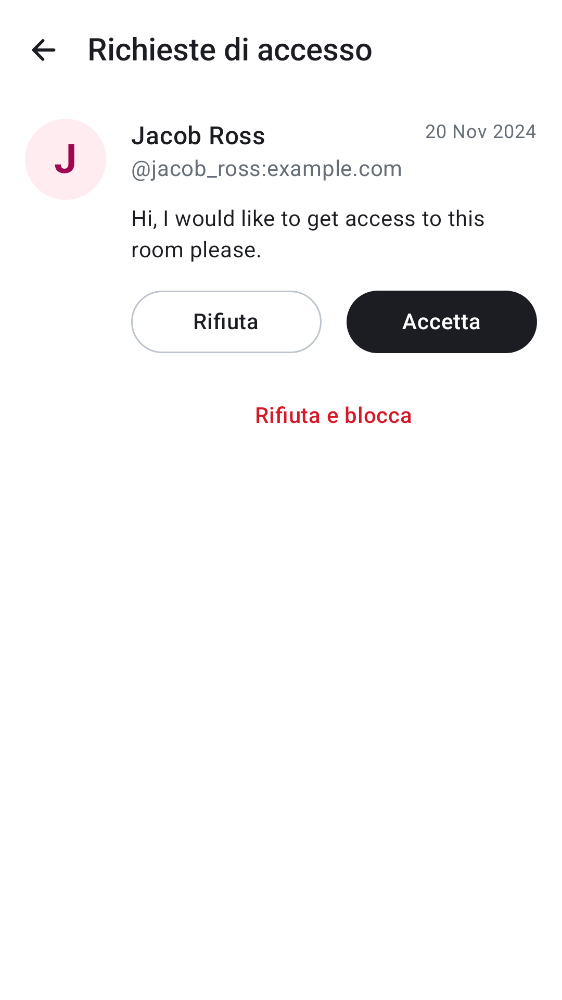 Richieste di accesso
J
Jacob Ross
20 Nov 2024
@jacob_ross:example.com
Hi, I would like to get access to this
room please.
Rifiuta
Accetta
Rifiuta e blocca